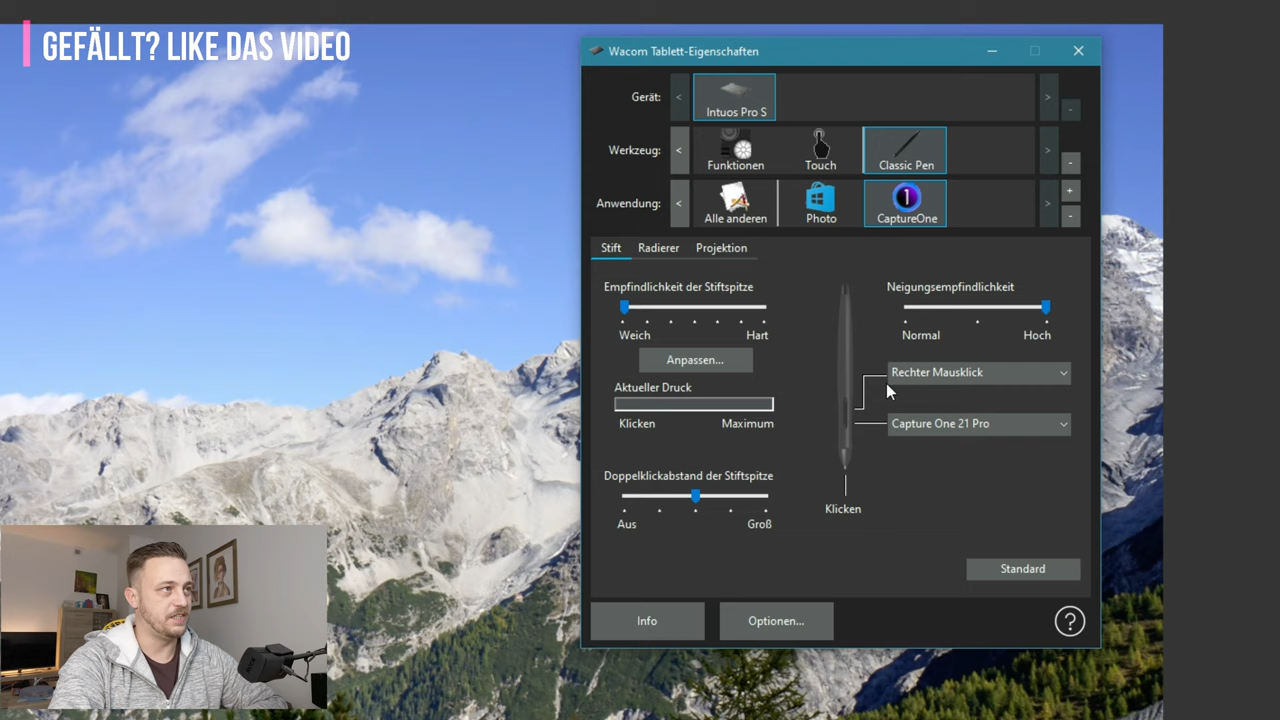 GEFÄLLT? LIKE DAS VIDEO
Wacom Tablett-Eigenschaften
Gerät:
<
Intuos Pro S
>
-
Werkzeug:
<
Funktionen
Touch
Classic Pen
>
-
Anwendung:
<
Alle anderen
Photo
1
CaptureOne
>
+
-
Stift
Radierer
Projektion
Empfindlichkeit der Stiftspitze
Weich
Hart
Anpassen...
Aktueller Druck
Klicken
Maximum
Doppelklickabstand der Stiftspitze
Aus
Groß
Klicken
Neigungsempfindlichkeit
Normal
Hoch
Rechter Mausklick
Capture One 21 Pro
Standard
Info
Optionen...
?